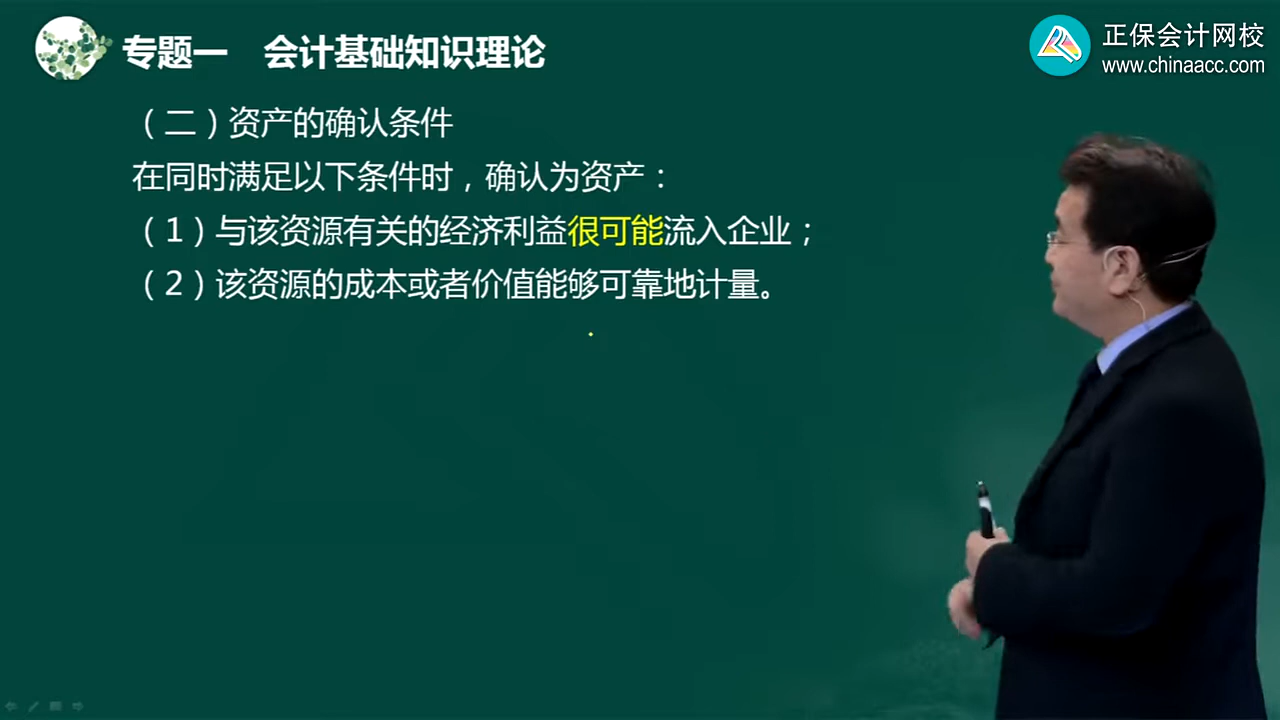 专题一 会计基础知识理论
正保会计网校
www.chinaacc.com
（二）资产的确认条件
在同时满足以下条件时，确认为资产：
（1）与该资源有关的经济利益很可能流入企业；
（2）该资源的成本或者价值能够可靠地计量。